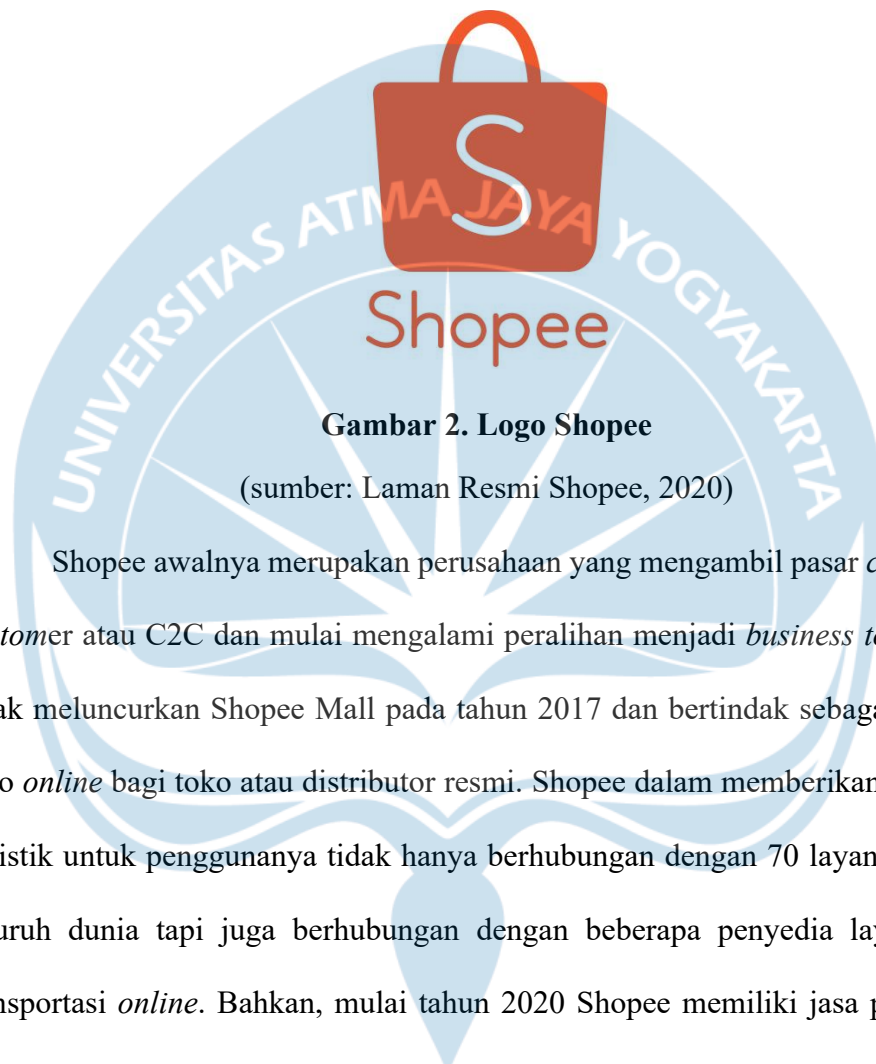 S
UNIVERSITAS ATMA JAYA YOGYAKARTA
Shopee
Gambar 2. Logo Shopee
(sumber: Laman Resmi Shopee, 2020)
Shopee awalnya merupakan perusahaan yang mengambil pasar
tomer atau C2C dan mulai mengalami peralihan menjadi business
ak meluncurkan Shopee Mall pada tahun 2017 dan bertindak
o online bagi toko atau distributor resmi. Shopee dalam memberikan
istik untuk penggunanya tidak hanya berhubungan dengan 70
uruh dunia tapi juga berhubungan dengan beberapa penyedia
nsportasi online. Bahkan, mulai tahun 2020 Shopee memiliki jasa